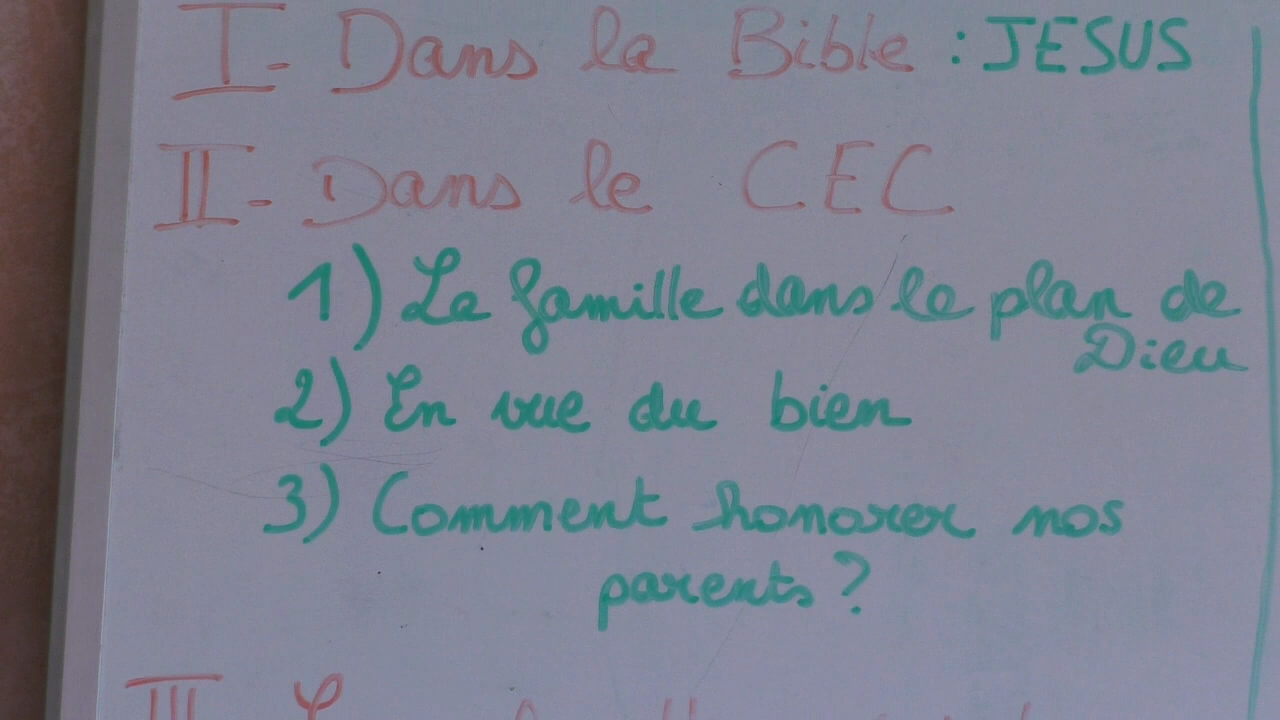 I- Dans la Bible : JESUS
II- Dans le CEC
1) La famille dans le plan de
Dieu
2) En vue du bien
3) Comment honorer nos
parents ?
III